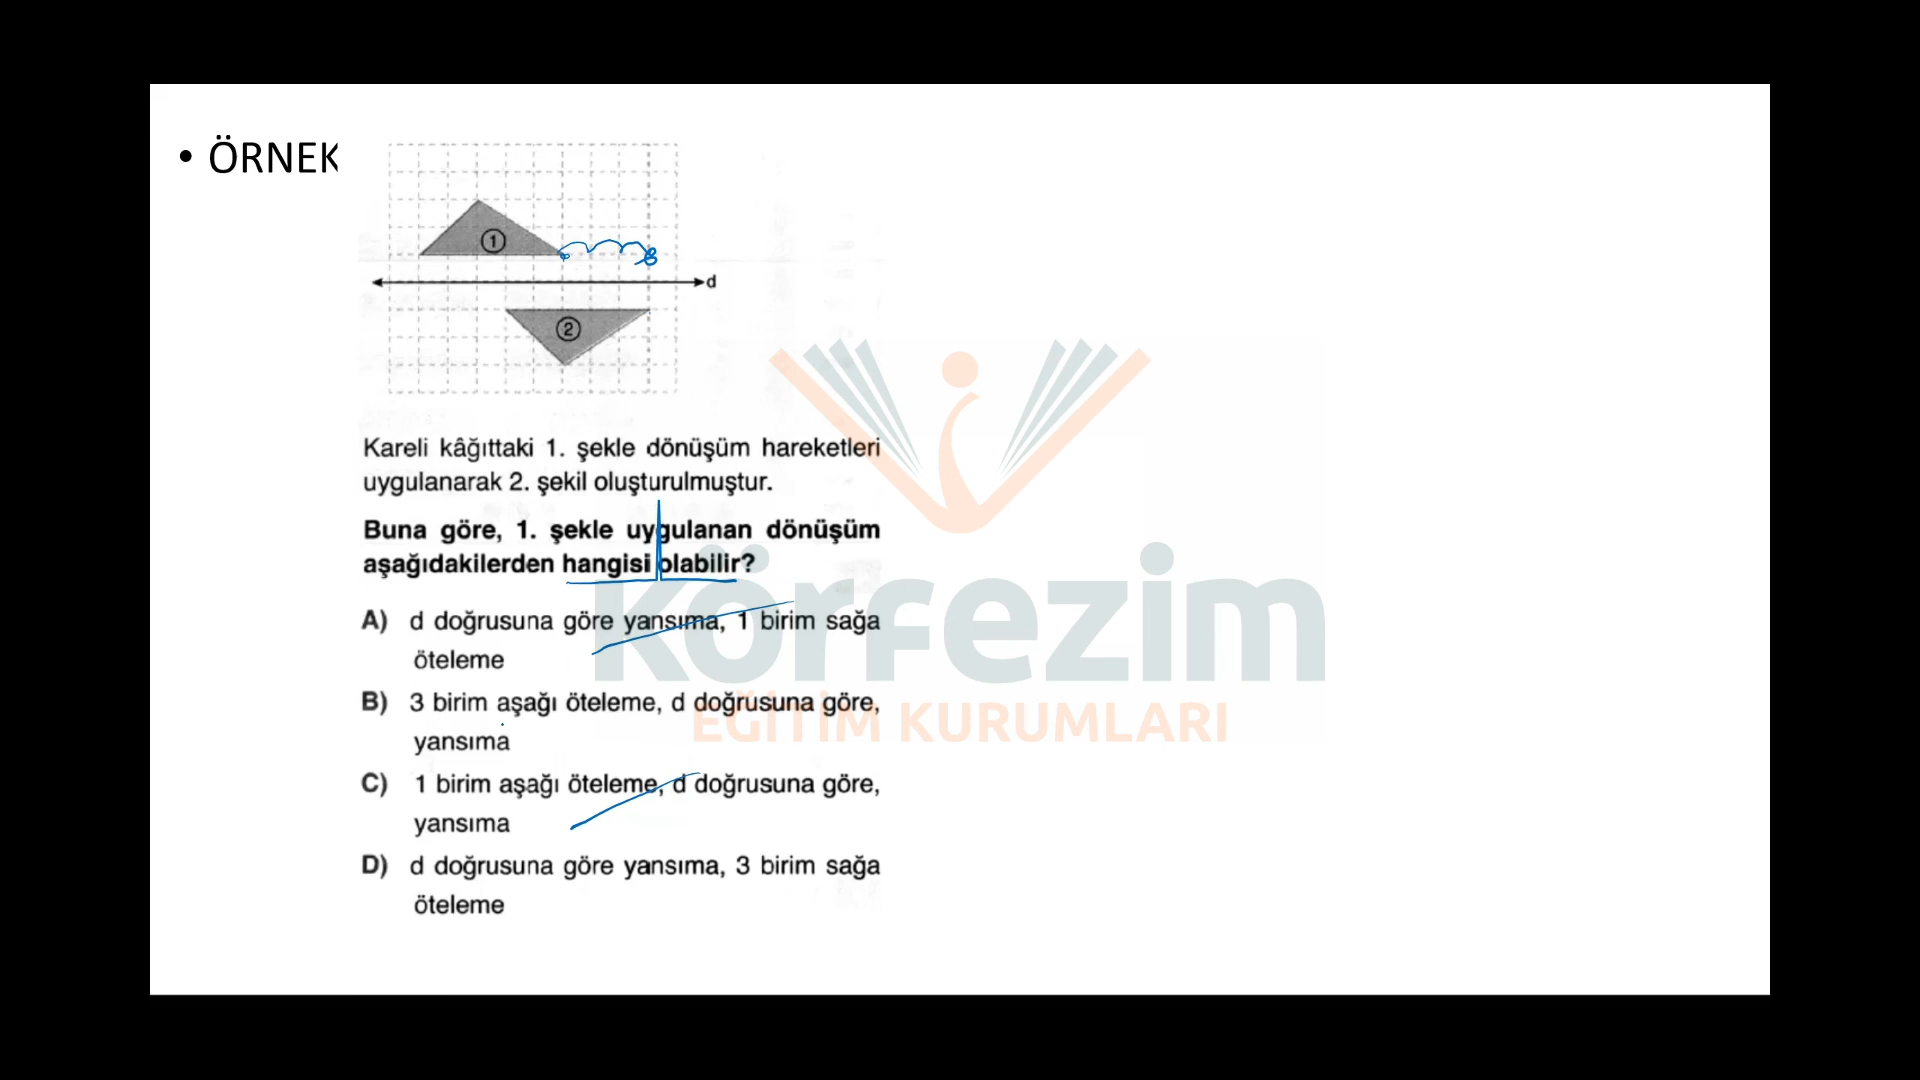 • ÖRNEK
1
d
2
Kareli kâğıttaki 1. şekle dönüşüm hareketleri
uygulanarak 2. şekil oluşturulmuştur.
Buna göre, 1. şekle uygulanan dönüşüm
aşağıdakilerden hangisi olabilir?
A) d doğrusuna göre yansıma, 1 birim sağa
öteleme
B) 3 birim aşağı öteleme, d doğrusuna göre,
yansıma
C) 1 birim aşağı öteleme, d doğrusuna göre,
yansıma
D) d doğrusuna göre yansıma, 3 birim sağa
öteleme
Körfezim
EĞİTİM KURUMLARI